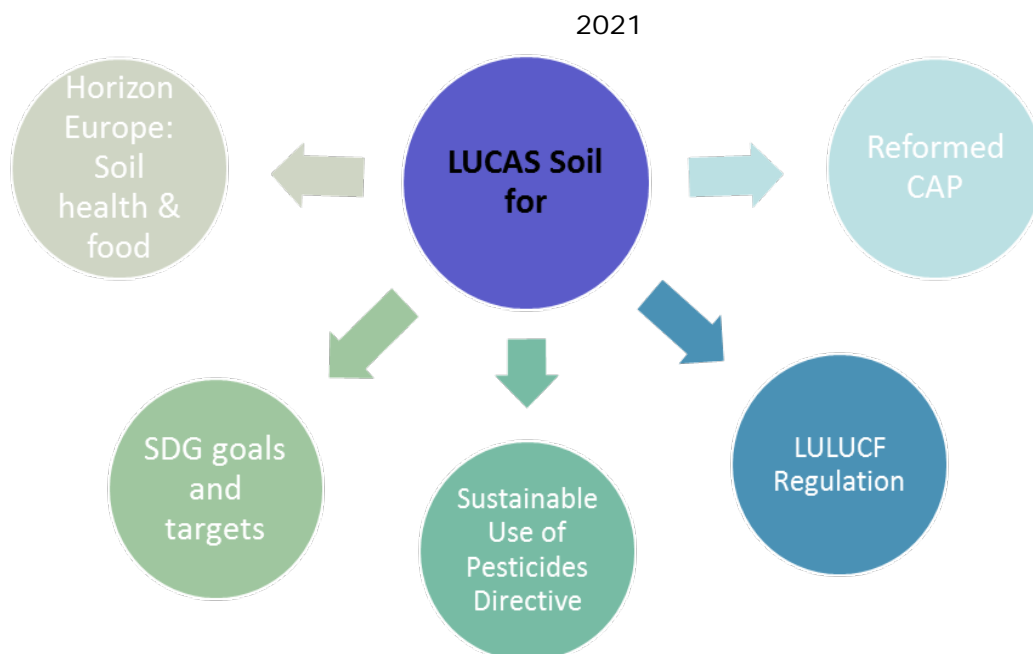 2021
Horizon
Europe:
Soil
health &
food
LUCAS Soil
for
Reformed
CAP
SDG goals
and
targets
Sustainable
Use of
Pesticides
Directive
LULUCF
Regulation